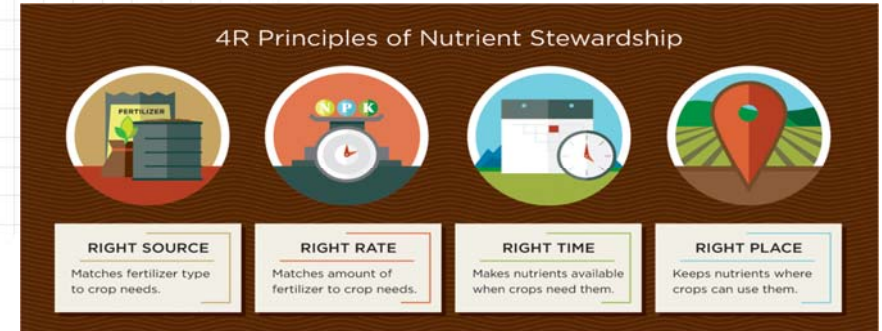 4R Principles of Nutrient Stewardship
FERTILIZER
N P K
RIGHT SOURCE
Matches fertilizer type
to crop needs.
RIGHT RATE
Matches amount of
fertilizer to crop needs.
RIGHT TIME
Makes nutrients available
when crops need them.
RIGHT PLACE
Keeps nutrients where
crops can use them.